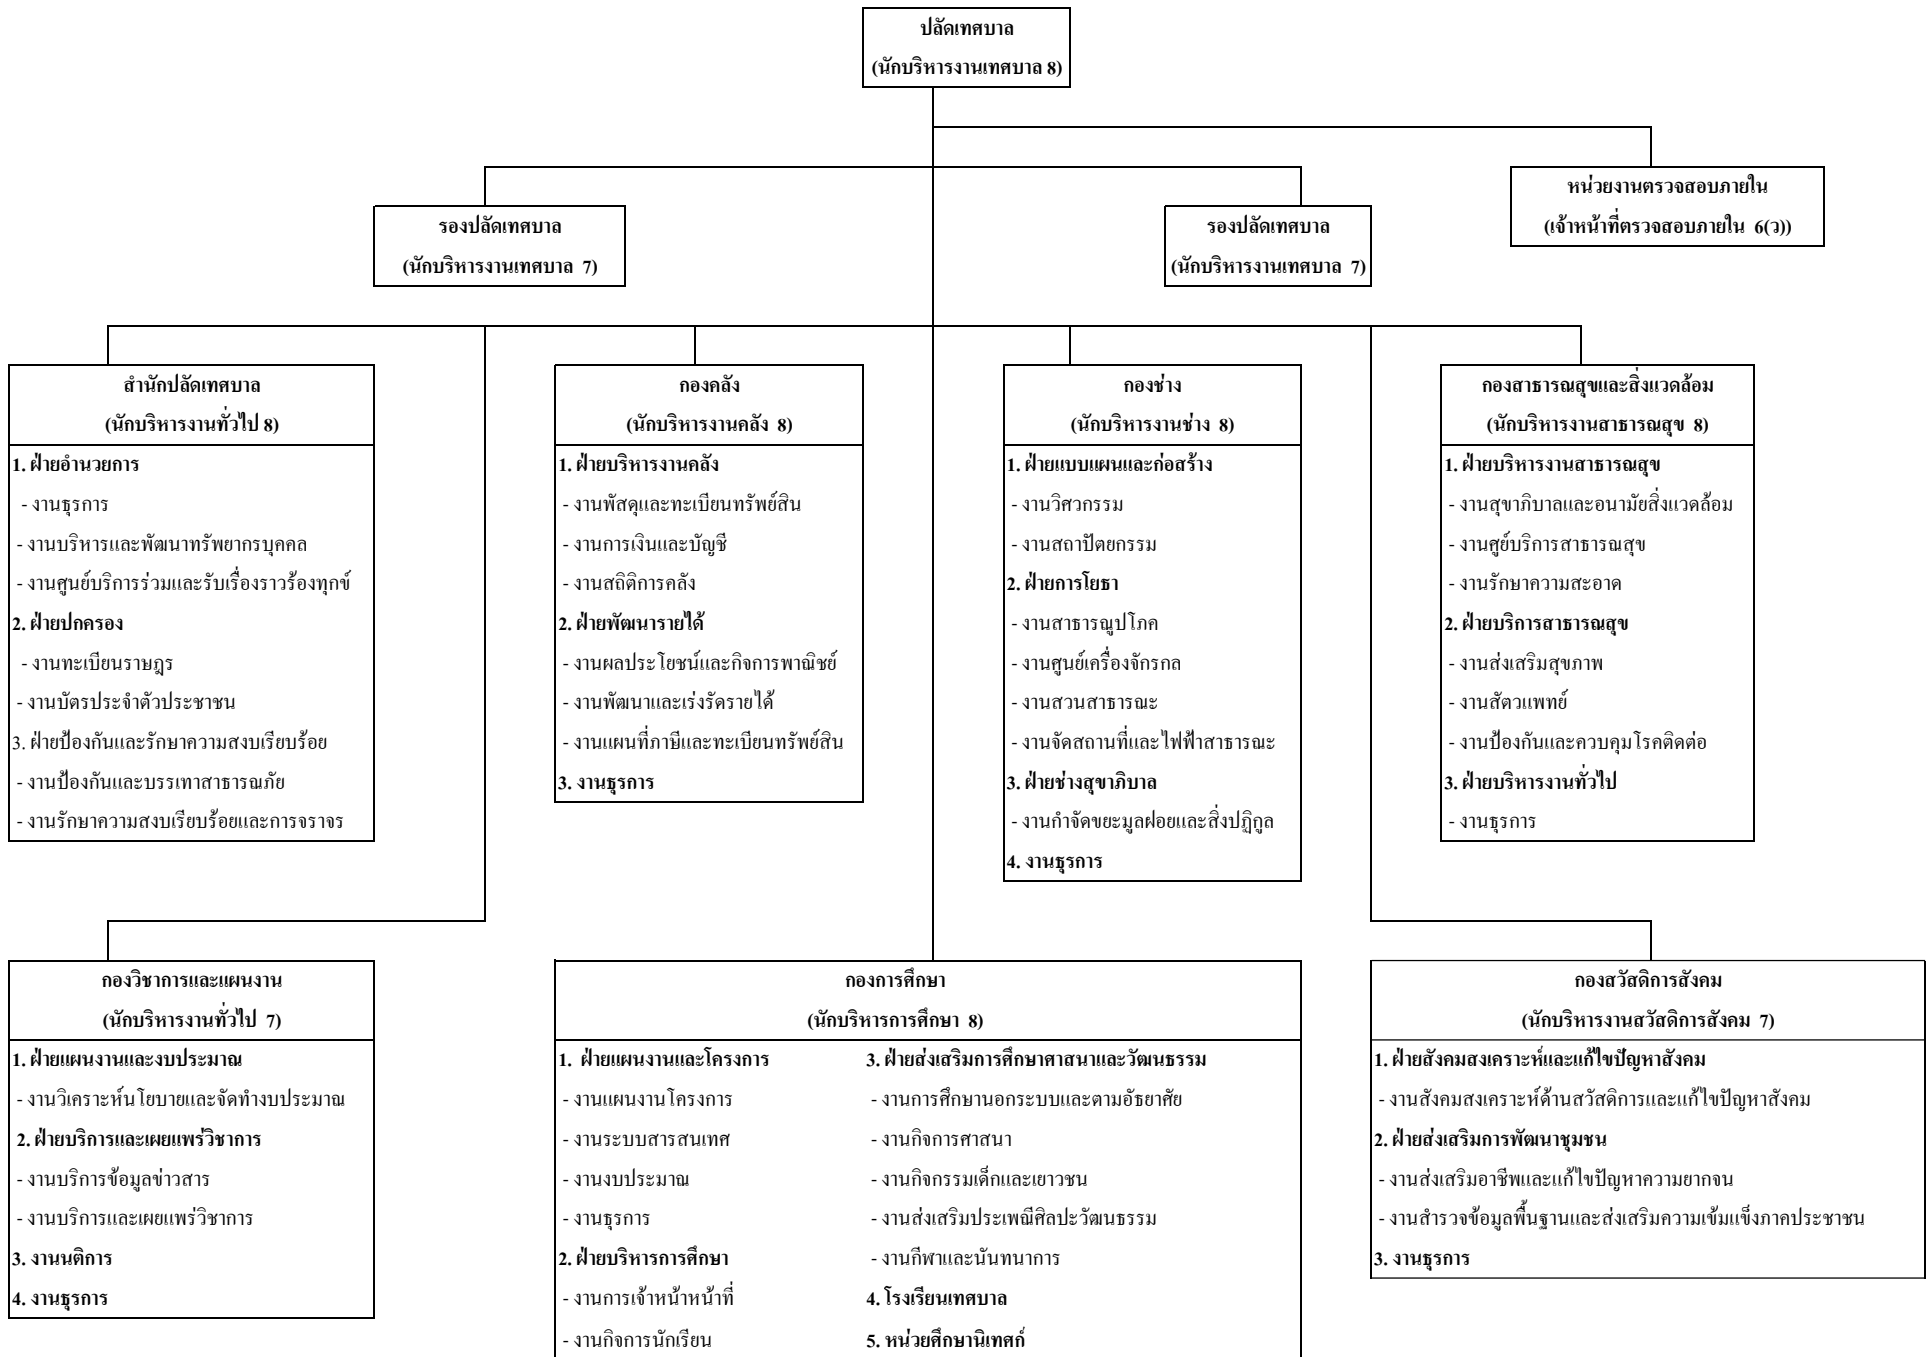 ปลัดเทศบาล
(นักบริหารงานเทศบาล 8)
หน่วยงานตรวจสอบภายใน
(เจ้าหน้าที่ตรวจสอบภายใน 6(ว))
รองปลัดเทศบาล
(นักบริหารงานเทศบาล 7)
รองปลัดเทศบาล
(นักบริหารงานเทศบาล 7)
สำนักปลัดเทศบาล
(นักบริหารงานทั่วไป 8)
1. ฝ่ายอำนวยการ
- งานธุรการ
- งานบริหารและพัฒนาทรัพยากรบุคคล
- งานศูนย์บริการร่วมและรับเรื่องราวร้องทุกข์
2. ฝ่ายปกครอง
- งานทะเบียนราษฎร
- งานบัตรประจำตัวประชาชน
3. ฝ่ายป้องกันและรักษาความสงบเรียบร้อย
- งานป้องกันและบรรเทาสาธารณภัย
- งานรักษาความสงบเรียบร้อยและการจราจร
กองคลัง
(นักบริหารงานคลัง 8)
1. ฝ่ายบริหารงานคลัง
- งานพัสดุและทะเบียนทรัพย์สิน
- งานการเงินและบัญชี
- งานสถิติการคลัง
2. ฝ่ายพัฒนารายได้
- งานผลประโยชน์และกิจการพาณิชย์
- งานพัฒนาและเร่งรัดรายได้
- งานแผนที่ภาษีและทะเบียนทรัพย์สิน
3. งานธุรการ
กองช่าง
(นักบริหารงานช่าง 8)
1. ฝ่ายแบบแผนและก่อสร้าง
- งานวิศวกรรม
- งานสถาปัตยกรรม
2. ฝ่ายการโยธา
- งานสาธารณูปโภค
- งานศูนย์เครื่องจักรกล
- งานสวนสาธารณะ
- งานจัดสถานที่และไฟฟ้าสาธารณะ
3. ฝ่ายช่างสุขาภิบาล
- งานกำจัดขยะมูลฝอยและสิ่งปฏิกูล
4. งานธุรการ
กองสาธารณสุขและสิ่งแวดล้อม
(นักบริหารงานสาธารณสุข 8)
1. ฝ่ายบริหารงานสาธารณสุข
- งานสุขาภิบาลและอนามัยสิ่งแวดล้อม
- งานศูย์บริการสาธารณสุข
- งานรักษาความสะอาด
2. ฝ่ายบริการสาธารณสุข
- งานส่งเสริมสุขภาพ
- งานสัตวแพทย์
- งานป้องกันและควบคุมโรคติดต่อ
3. ฝ่ายบริหารงานทั่วไป
- งานธุรการ
กองวิชาการและแผนงาน
(นักบริหารงานทั่วไป 7)
1. ฝ่ายแผนงานและงบประมาณ
- งานวิเคราะห์นโยบายและจัดทำงบประมาณ
2. ฝ่ายบริการและเผยแพร่วิชาการ
- งานบริการข้อมูลข่าวสาร
- งานบริการและเผยแพร่วิชาการ
3. งานนติการ
4. งานธุรการ
กองการศึกษา
(นักบริหารการศึกษา 8)
1. ฝ่ายแผนงานและโครงการ
- งานแผนงานโครงการ
- งานระบบสารสนเทศ
- งานงบประมาณ
- งานธุรการ
2. ฝ่ายบริหารการศึกษา
- งานการเจ้าหน้าหน้าที่
- งานกิจการนักเรียน
3. ฝ่ายส่งเสริมการศึกษาศาสนาและวัฒนธรรม
- งานการศึกษานอกระบบและตามอัธยาศัย
- งานกิจการศาสนา
- งานกิจกรรมเด็กและเยาวชน
- งานส่งเสริมประเพณีศิลปะวัฒนธรรม
- งานกีฬาและนันทนาการ
4. โรงเรียนเทศบาล
5. หน่วยศึกษานิเทศก์
กองสวัสดิการสังคม
(นักบริหารงานสวัสดิการสังคม 7)
1. ฝ่ายสังคมสงเคราะห์และแก้ไขปัญหาสังคม
- งานสังคมสงเคราะห์ด้านสวัสดิการและแก้ไขปัญหาสังคม
2. ฝ่ายส่งเสริมการพัฒนาชุมชน
- งานส่งเสริมอาชีพและแก้ไขปัญหาความยากจน
- งานสำรวจข้อมูลพื้นฐานและส่งเสริมความเข้มแข็งภาคประชาชน
3. งานธุรการ